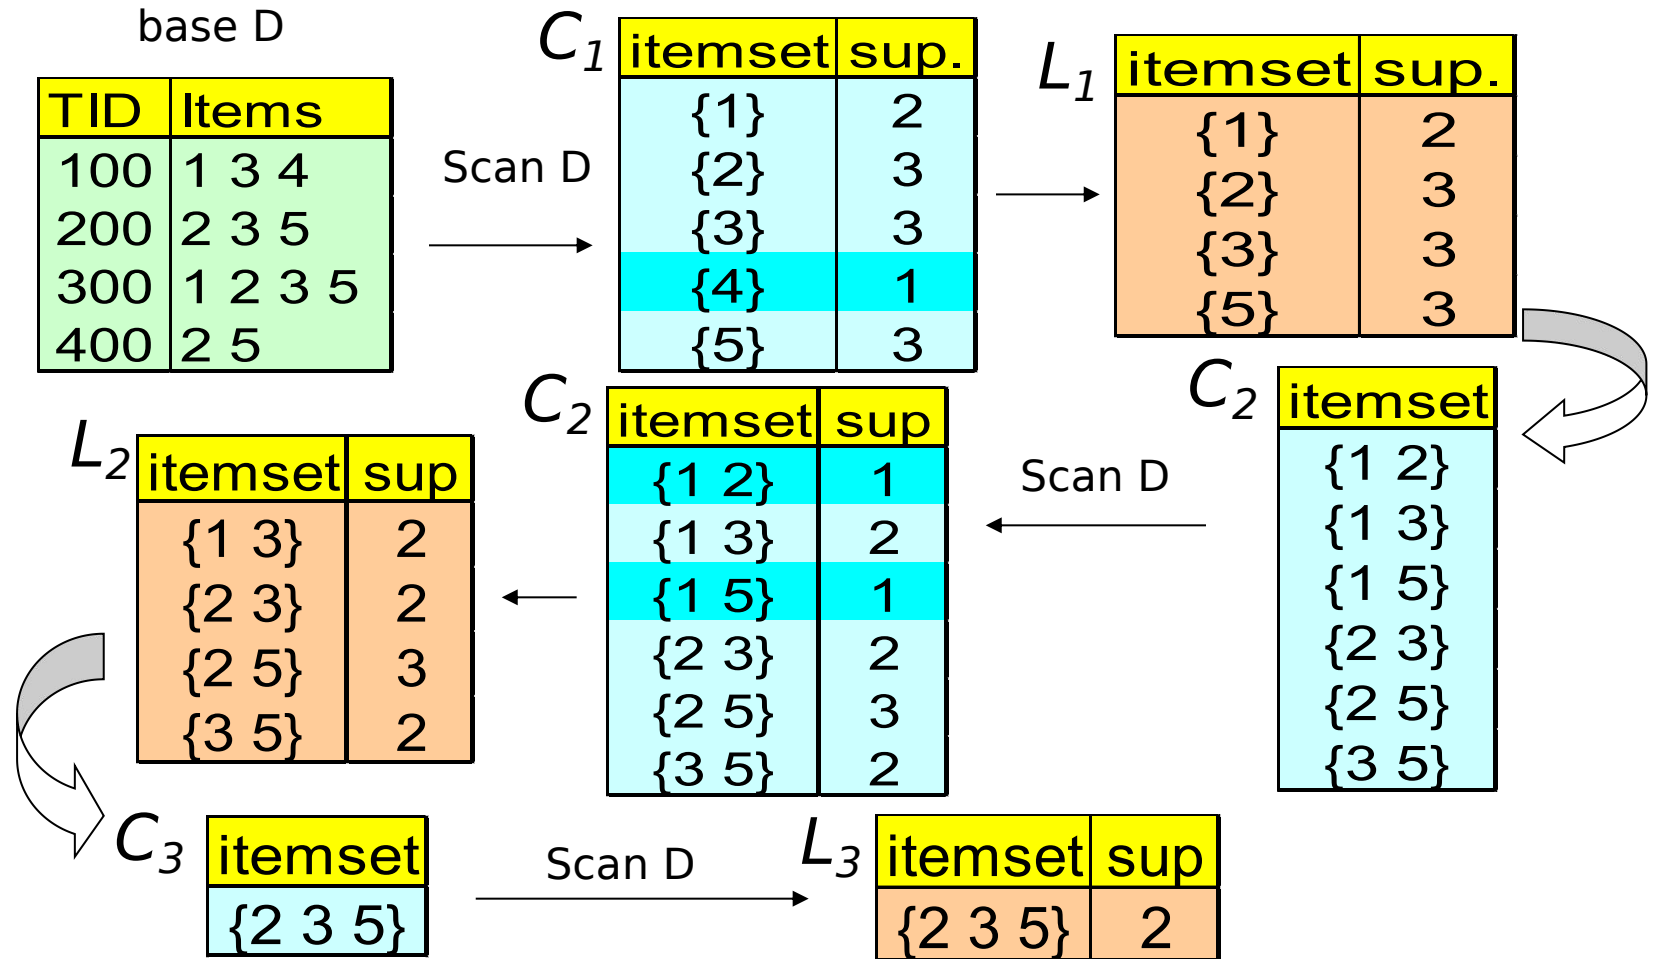 base D
TID Items
100 1 3 4
200 2 3 5
300 1 2 3 5
400 2 5
Scan D
C1
itemset sup.
{1} 2
{2} 3
{3} 3
{4} 1
{5} 3
L1
itemset sup.
{1} 2
{2} 3
{3} 3
{5} 3
C2
itemset
{1 2}
{1 3}
{1 5}
{2 3}
{2 5}
{3 5}
Scan D
C2
itemset sup
{1 2} 1
{1 3} 2
{1 5} 1
{2 3} 2
{2 5} 3
{3 5} 2
L2
itemset sup
{1 3} 2
{2 3} 2
{2 5} 3
{3 5} 2
C3
itemset
{2 3 5}
Scan D
L3
itemset sup
{2 3 5} 2